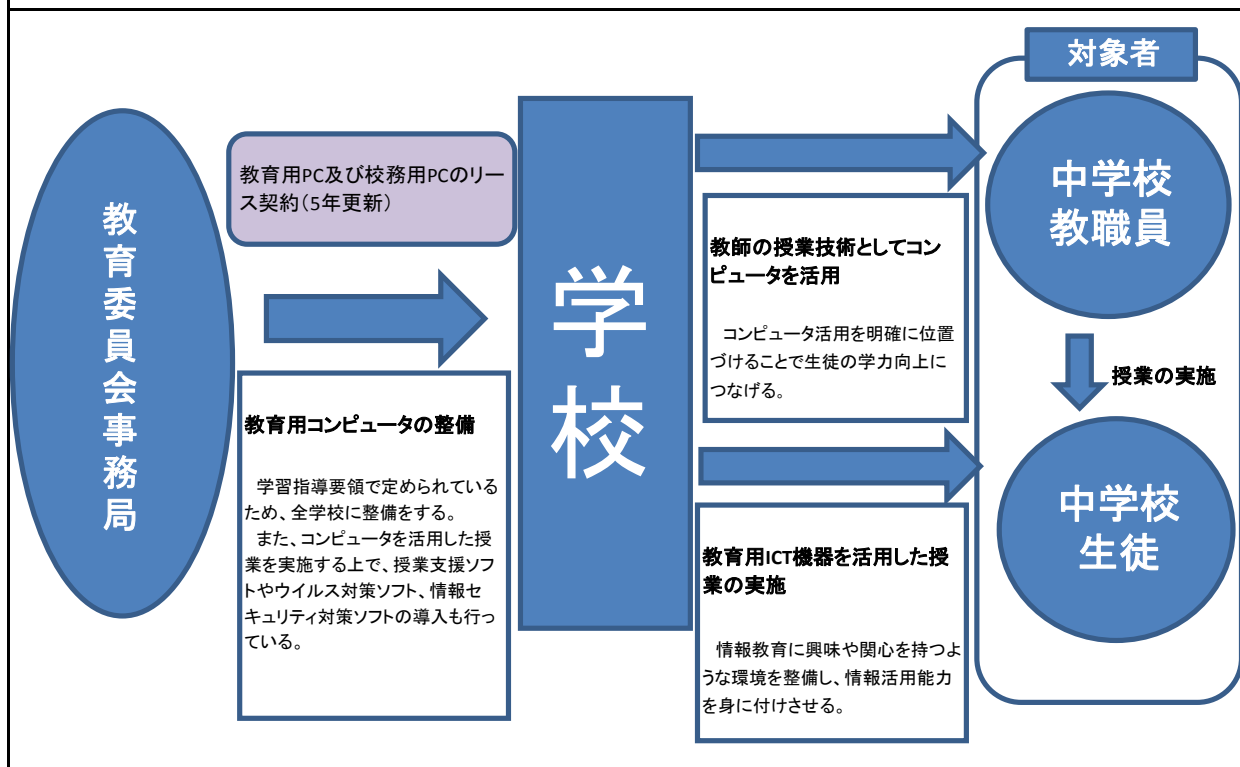 教育委員会事務局
教育用PC及び校務用PCのリー
ス契約(5年更新)
教育用コンピュータの整備
学習指導要領で定められている
ため、全学校に整備をする。
また、コンピュータを活用した授
業を実施する上で、授業支援ソフ
トやウイルス対策ソフト、情報セ
キュリティ対策ソフトの導入も行っ
ている。
学校
教師の授業技術としてコン
ピュータを活用
コンピュータ活用を明確に位置
づけることで生徒の学力向上に
つなげる。
教育用ICT機器を活用した授
業の実施
情報教育に興味や関心を持つよ
うな環境を整備し、情報活用能力
を身に付けさせる。
対象者
中学校
教職員
授業の実施
中学校
生徒